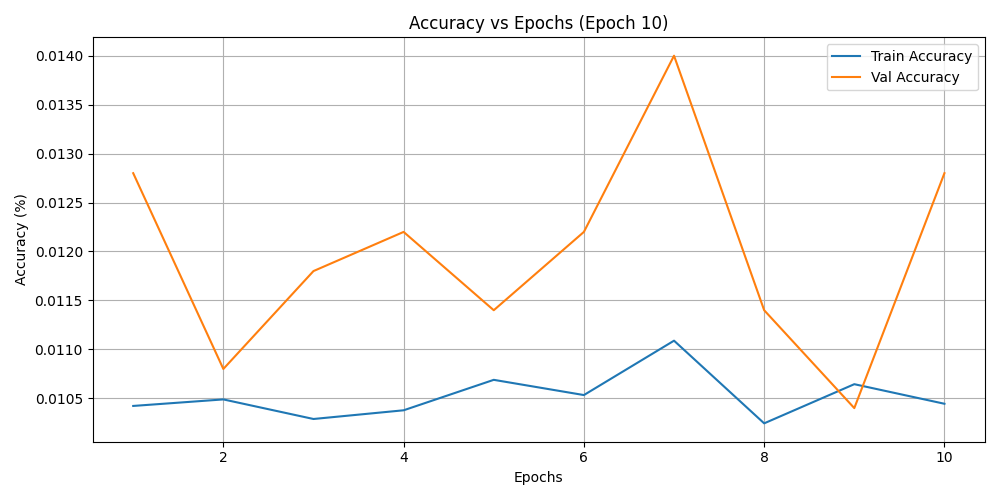 Accuracy vs Epochs (Epoch 10)
Train Accuracy
Val Accuracy
0.0140
0.0135
0.0130
0.0125
0.0120
0.0115
0.0110
0.0105
Accuracy (%)
2 4 6 8 10
Epochs